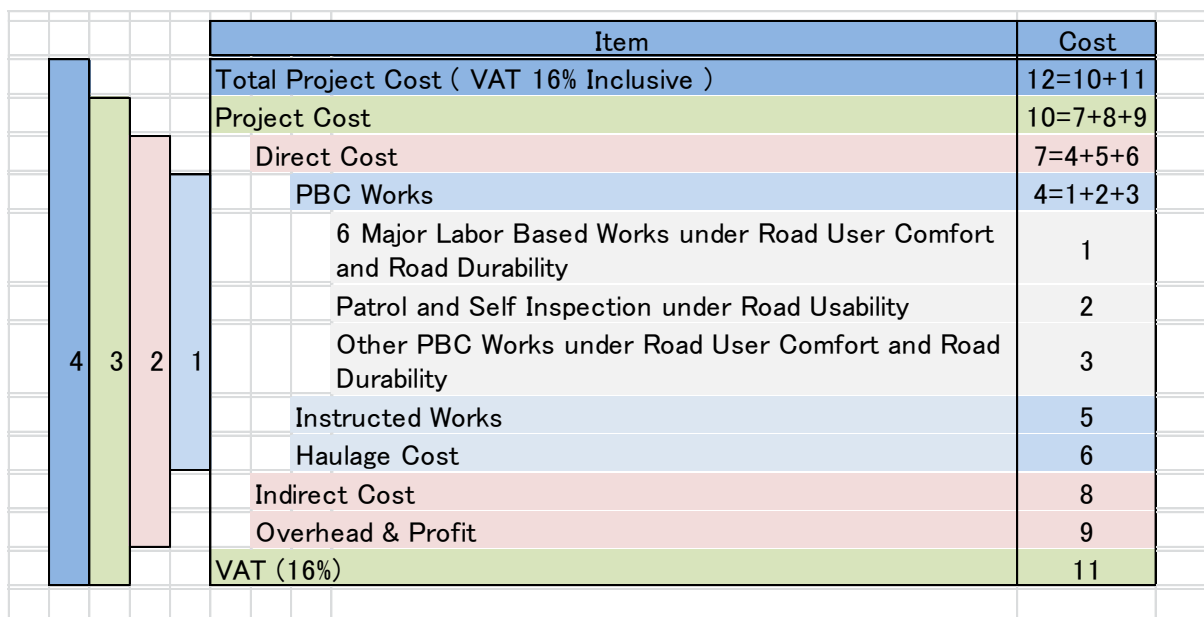 Item Cost
Total Project Cost ( VAT 16% Inclusive ) 12=10+11
Project Cost 10=7+8+9
Direct Cost 7=4+5+6
PBC Works 4=1+2+3
6 Major Labor Based Works under Road User Comfort
and Road Durability 1
Patrol and Self Inspection under Road Usability 2
4 3 2 1
Other PBC Works under Road User Comfort and Road
Durability 3
Instructed Works 5
Haulage Cost 6
Indirect Cost 8
Overhead & Profit 9
VAT (16%) 11